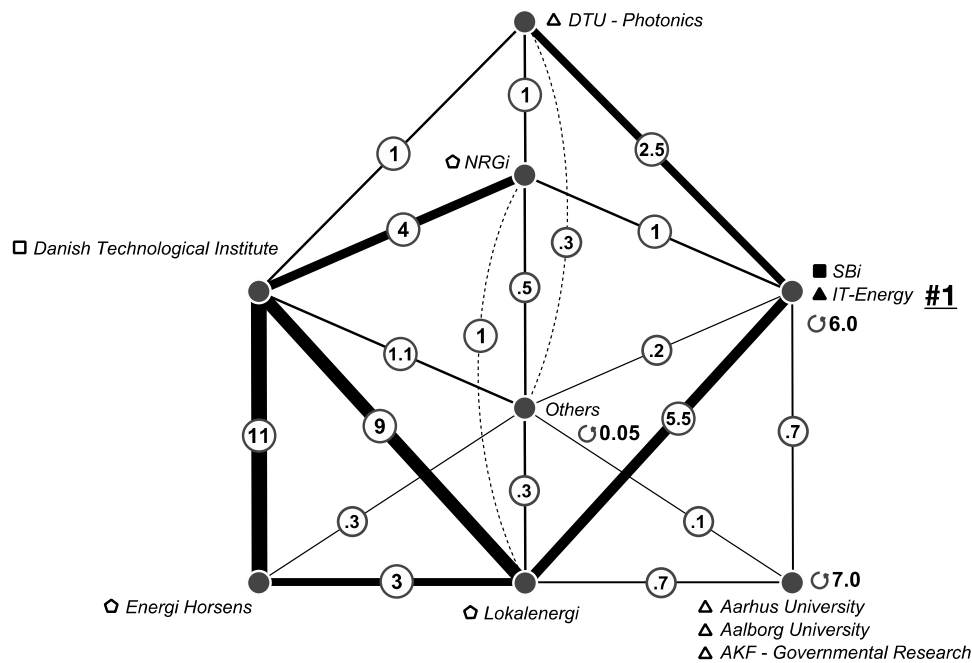 DTU - Photonics
1
1
2.5
NRGi
4
1
.3
Danish Technological Institute
SBi
IT-Energy #1
6.0
.5
1
1.1
.2
Others
0.05
11
9
5.5
.7
.3
.3
.1
3
.7
7.0
Energi Horsens
Lokalenergi
Aarhus University
Aalborg University
AKF - Governmental Research